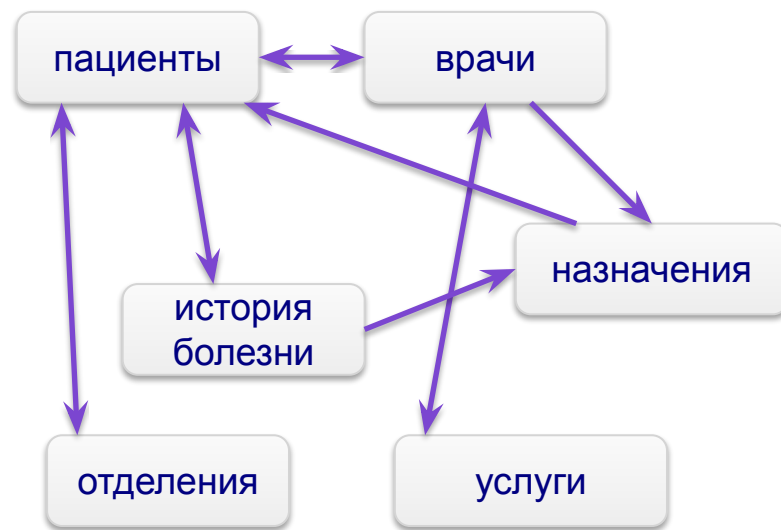 пациенты
врачи
назначения
история
болезни
отделения
услуги